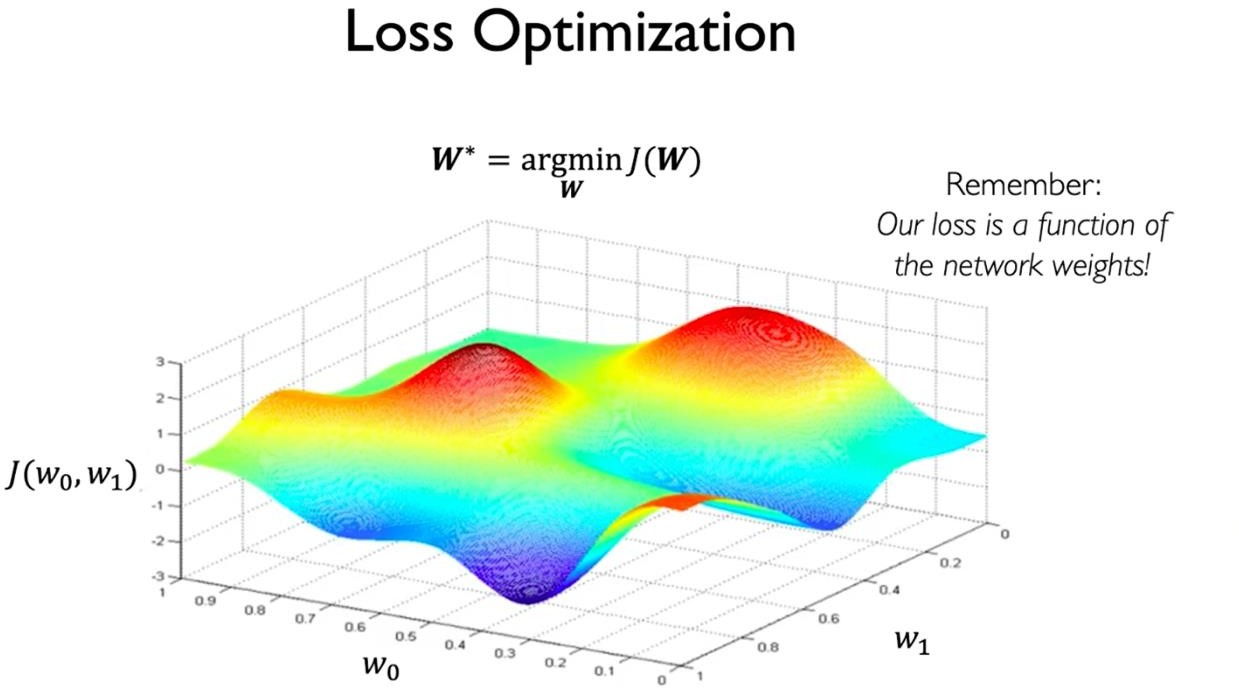 Loss Optimization
W* = argmin J(W)
W
Remember:
Our loss is a function of
the network weights!
3
2
1
0
-1
-2
-3
J(w₀, w₁)
1
0.9
0.8
0.7
0.6
0.5
0.4
0.3
0.2
0.1
0
w₀
1
0.8
0.6
0.4
0.2
0
w₁